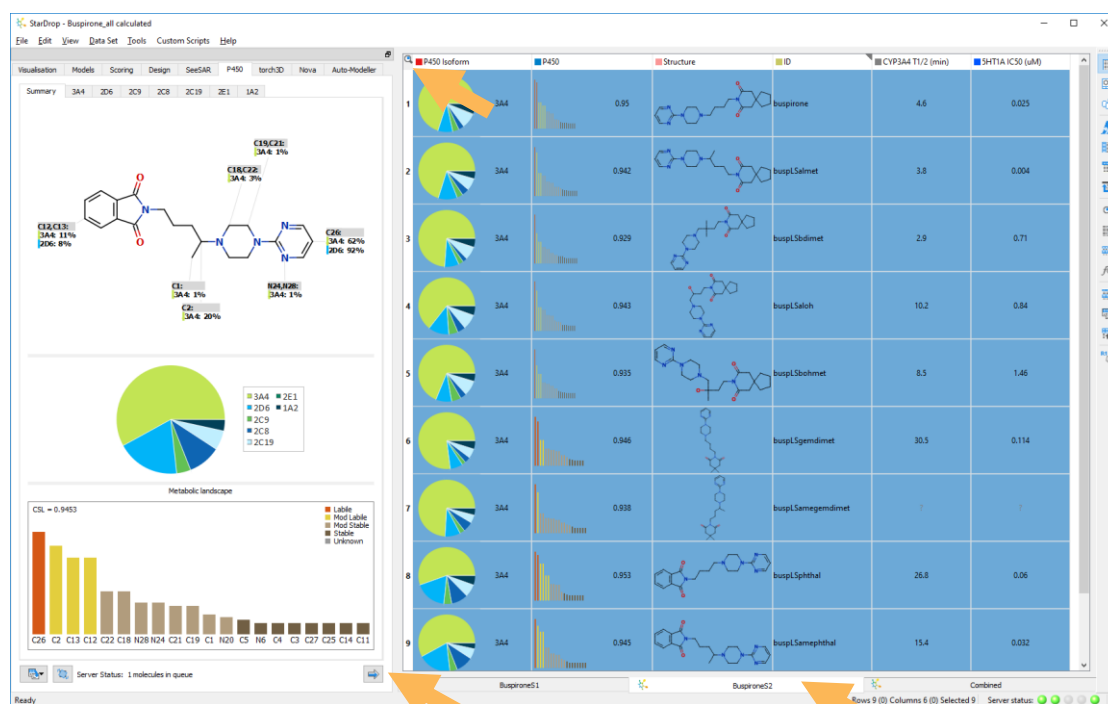 StarDrop - Buspirone_all calculated
File Edit View Data Set Tools Custom Scripts Help
Visualisation Models Scoring Design SeeSAR P450 torch3D Nova Auto-Modeller
Summary 3A4 2D6 2C9 2C8 2C19 2E1 1A2
C19,C21:
3A4: 1%
C18,C22:
3A4: 3%
C12,C13:
3A4: 11%
2D6: 8%
C26:
3A4: 62%
2D6: 92%
C1:
3A4: 1%
N24,N28:
3A4: 1%
C2:
3A4: 20%
O
N
O
N
N
N
N
3A4 2E1
2D6 1A2
2C9
2C8
2C19
Metabolic landscape
CSL = 0.9453
Labile
Mod Labile
Mod Stable
Stable
Unknown
C26 C2 C13 C12 C22 C18 N28 N24 C21 C19 C1 N20 C5 N6 C4 C3 C27 C25 C14 C11
Server Status: 1 molecules in queue
Ready
P450 Isoform P450 Structure ID CYP3A4 T1/2 (min) 5HT1A IC50 (uM)
1 3A4 0.95 buspirone 4.6 0.025
2 3A4 0.942 buspLSalmet 3.8 0.004
3 3A4 0.929 buspLSbdimet 2.9 0.71
4 3A4 0.943 buspLSaloh 10.2 0.84
5 3A4 0.935 buspLSbohmet 8.5 1.46
6 3A4 0.946 buspLSgemdimet 30.5 0.114
7 3A4 0.938 buspLSamegemdimet
8 3A4 0.953 buspLSphthal 26.8 0.06
9 3A4 0.945 buspLSamephthal 15.4 0.032
BuspironeS1 BuspironeS2 Combined
Rows 9 (0) Columns 6 (0) Selected 9 Server status: